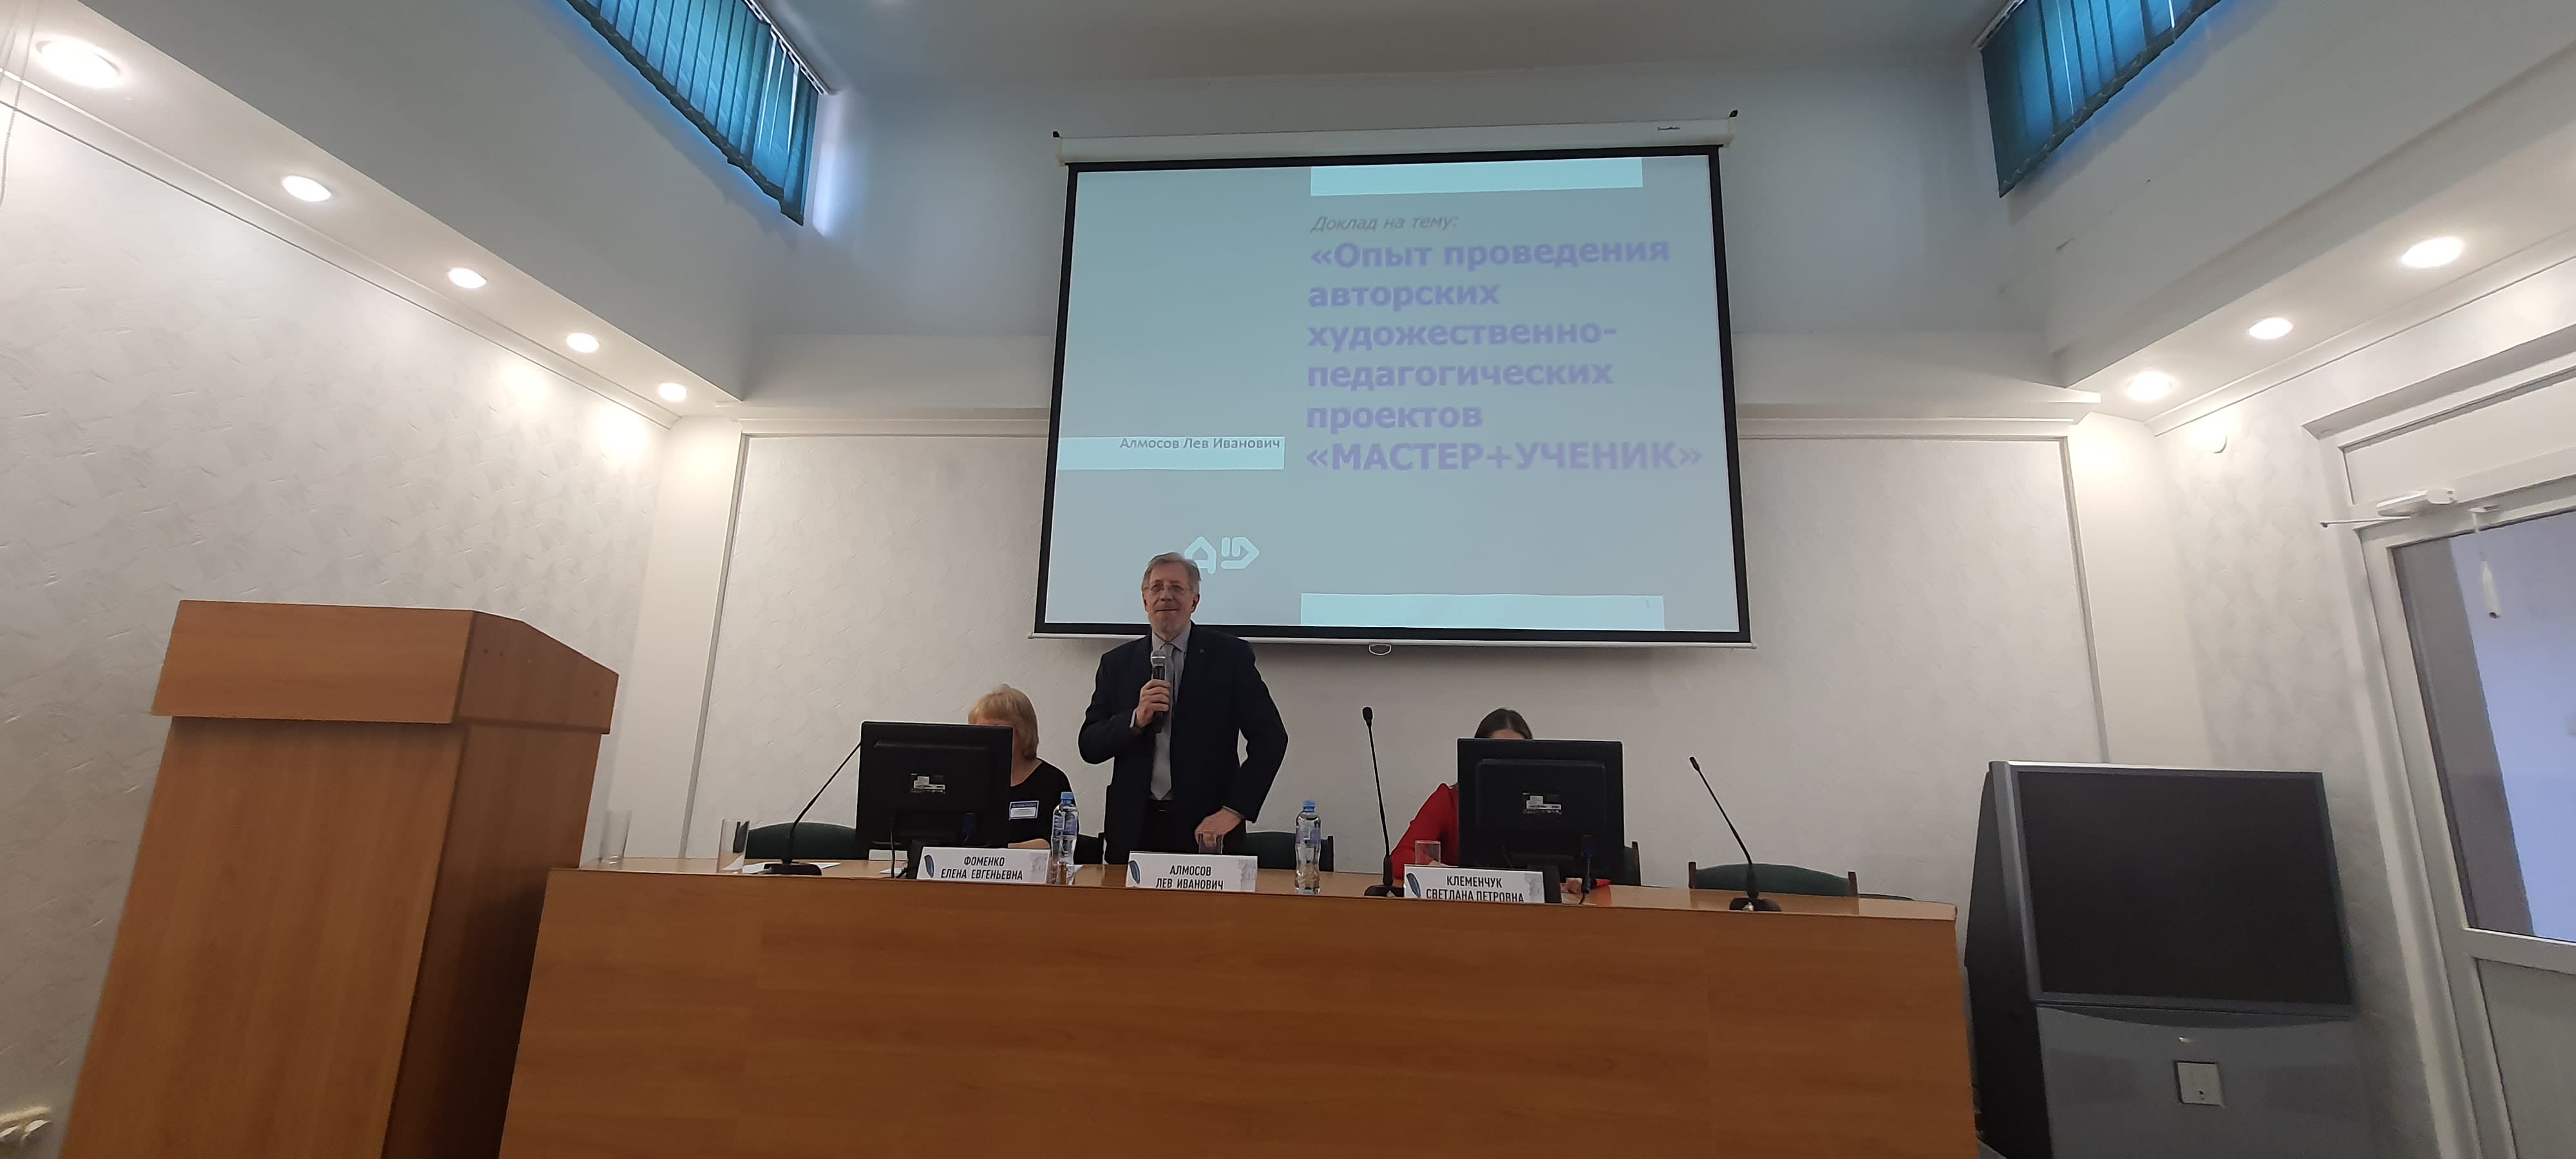 Доклад на тему:
«Опыт проведения
авторских
художественно-
педагогических
проектов
«МАСТЕР+УЧЕНИК»
Алмосов Лев Иванович
ФОМЕНКО
ЕЛЕНА ЕВГЕНЬЕВНА
АЛМОСОВ
ЛЕВ ИВАНОВИЧ
КЛЕМЕНЧУК
СВЕТЛАНА ПЕТРОВНА